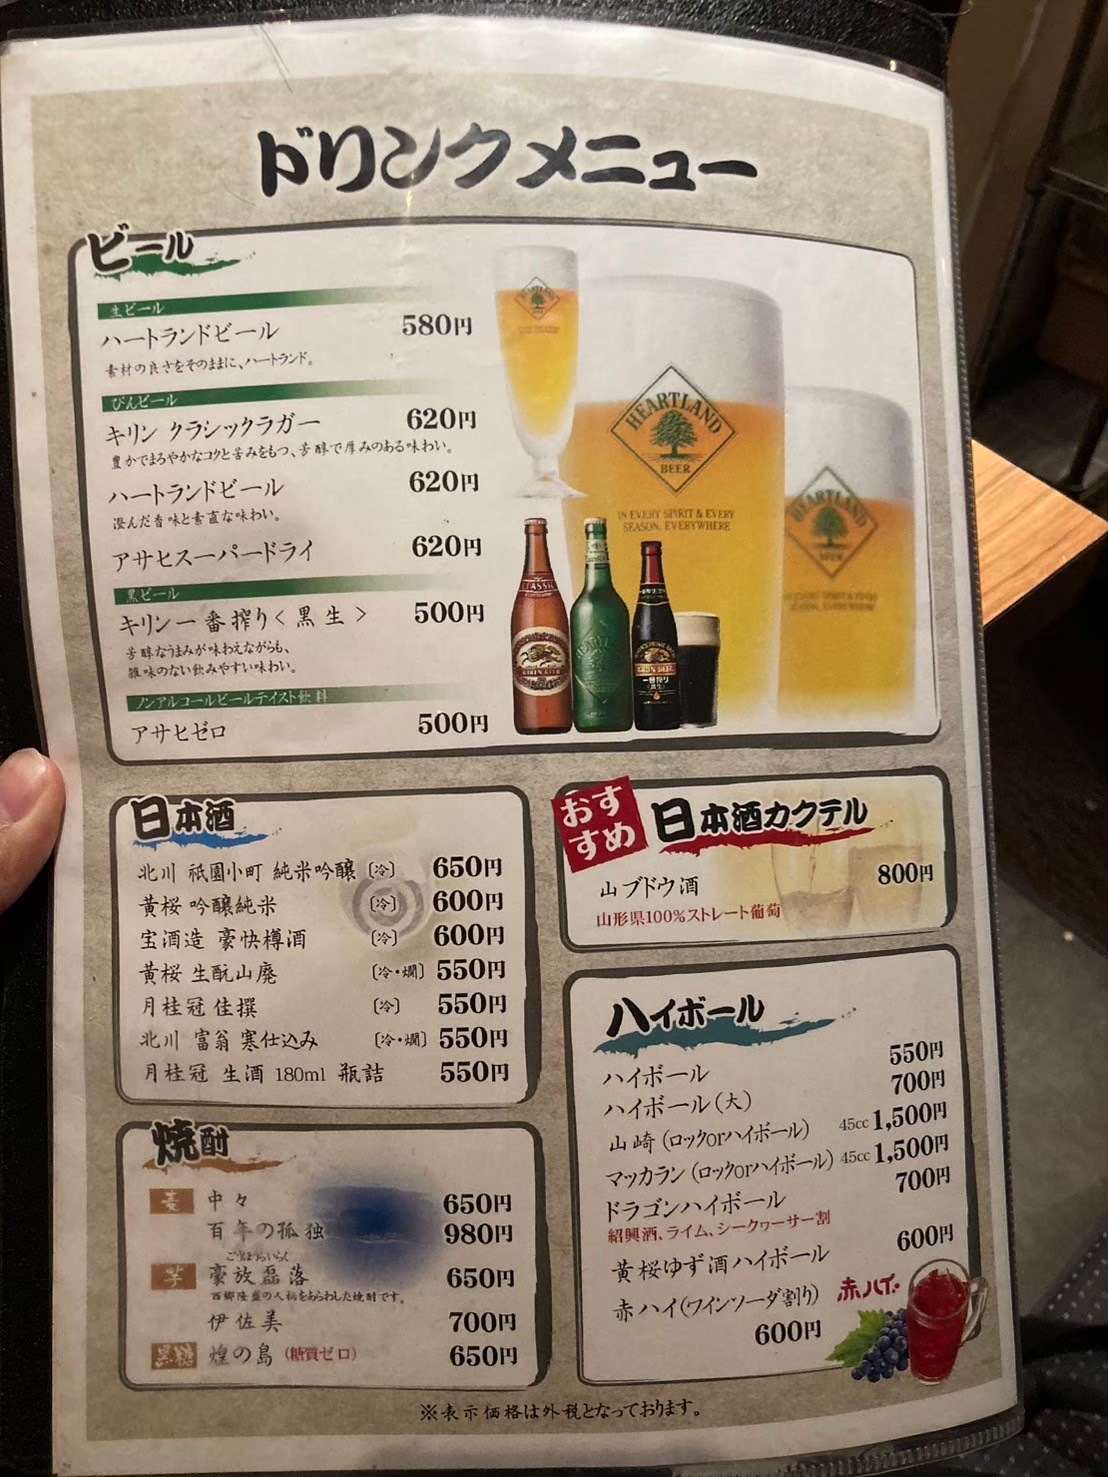 ドリンクメニュー
ビール
生ビール
ハートランドビール 580円
素材の良さをそのままに、ハートランド。
びんビール
キリン クラシックラガー 620円
豊かでまろやかなコクと苦みをもつ、芳醇で厚みのある味わい。
ハートランドビール 620円
澄んだ香味と素直な味わい。
アサヒスーパードライ 620円
黒ビール
キリン一番搾り〈黒生〉 500円
芳醇なうまみが味わえながらも、
雑味のない飲みやすい味わい。
ノンアルコールビールテイスト飲料
アサヒゼロ 500円
HEARTLAND
BEER
IN EVERY SPIRIT & EVERY
SEASON, EVERYWHERE
HEARTLAND
BEER
日本酒
北川 祇園小町 純米吟醸 〔冷〕 650円
黄桜 吟醸純米 〔冷〕 600円
宝酒造 豪快樽酒 〔冷〕 600円
黄桜 生酛山廃 〔冷・燗〕 550円
月桂冠 佳撰 〔冷〕 550円
北川 富翁 寒仕込み 〔冷・燗〕 550円
月桂冠 生酒 180ml 瓶詰 550円
焼酎
麦 中々 650円
百年の孤独 980円
ごうほうらいらく
芋 豪放磊落 650円
西郷隆盛の人柄をあらわした焼酎です。
伊佐美 700円
黒糖 煌の島（糖質ゼロ） 650円
おすすめ
日本酒カクテル
山ブドウ酒 800円
山形県100%ストレート葡萄
ハイボール
ハイボール 550円
ハイボール（大） 700円
山崎（ロックorハイボール） 45cc 1,500円
マッカラン（ロックorハイボール） 45cc 1,500円
ドラゴンハイボール 700円
紹興酒、ライム、シークヮーサー割
黄桜ゆず酒ハイボール 600円
赤ハイ（ワインソーダ割り） 赤ハイ
600円
※表示価格は外税となっております。